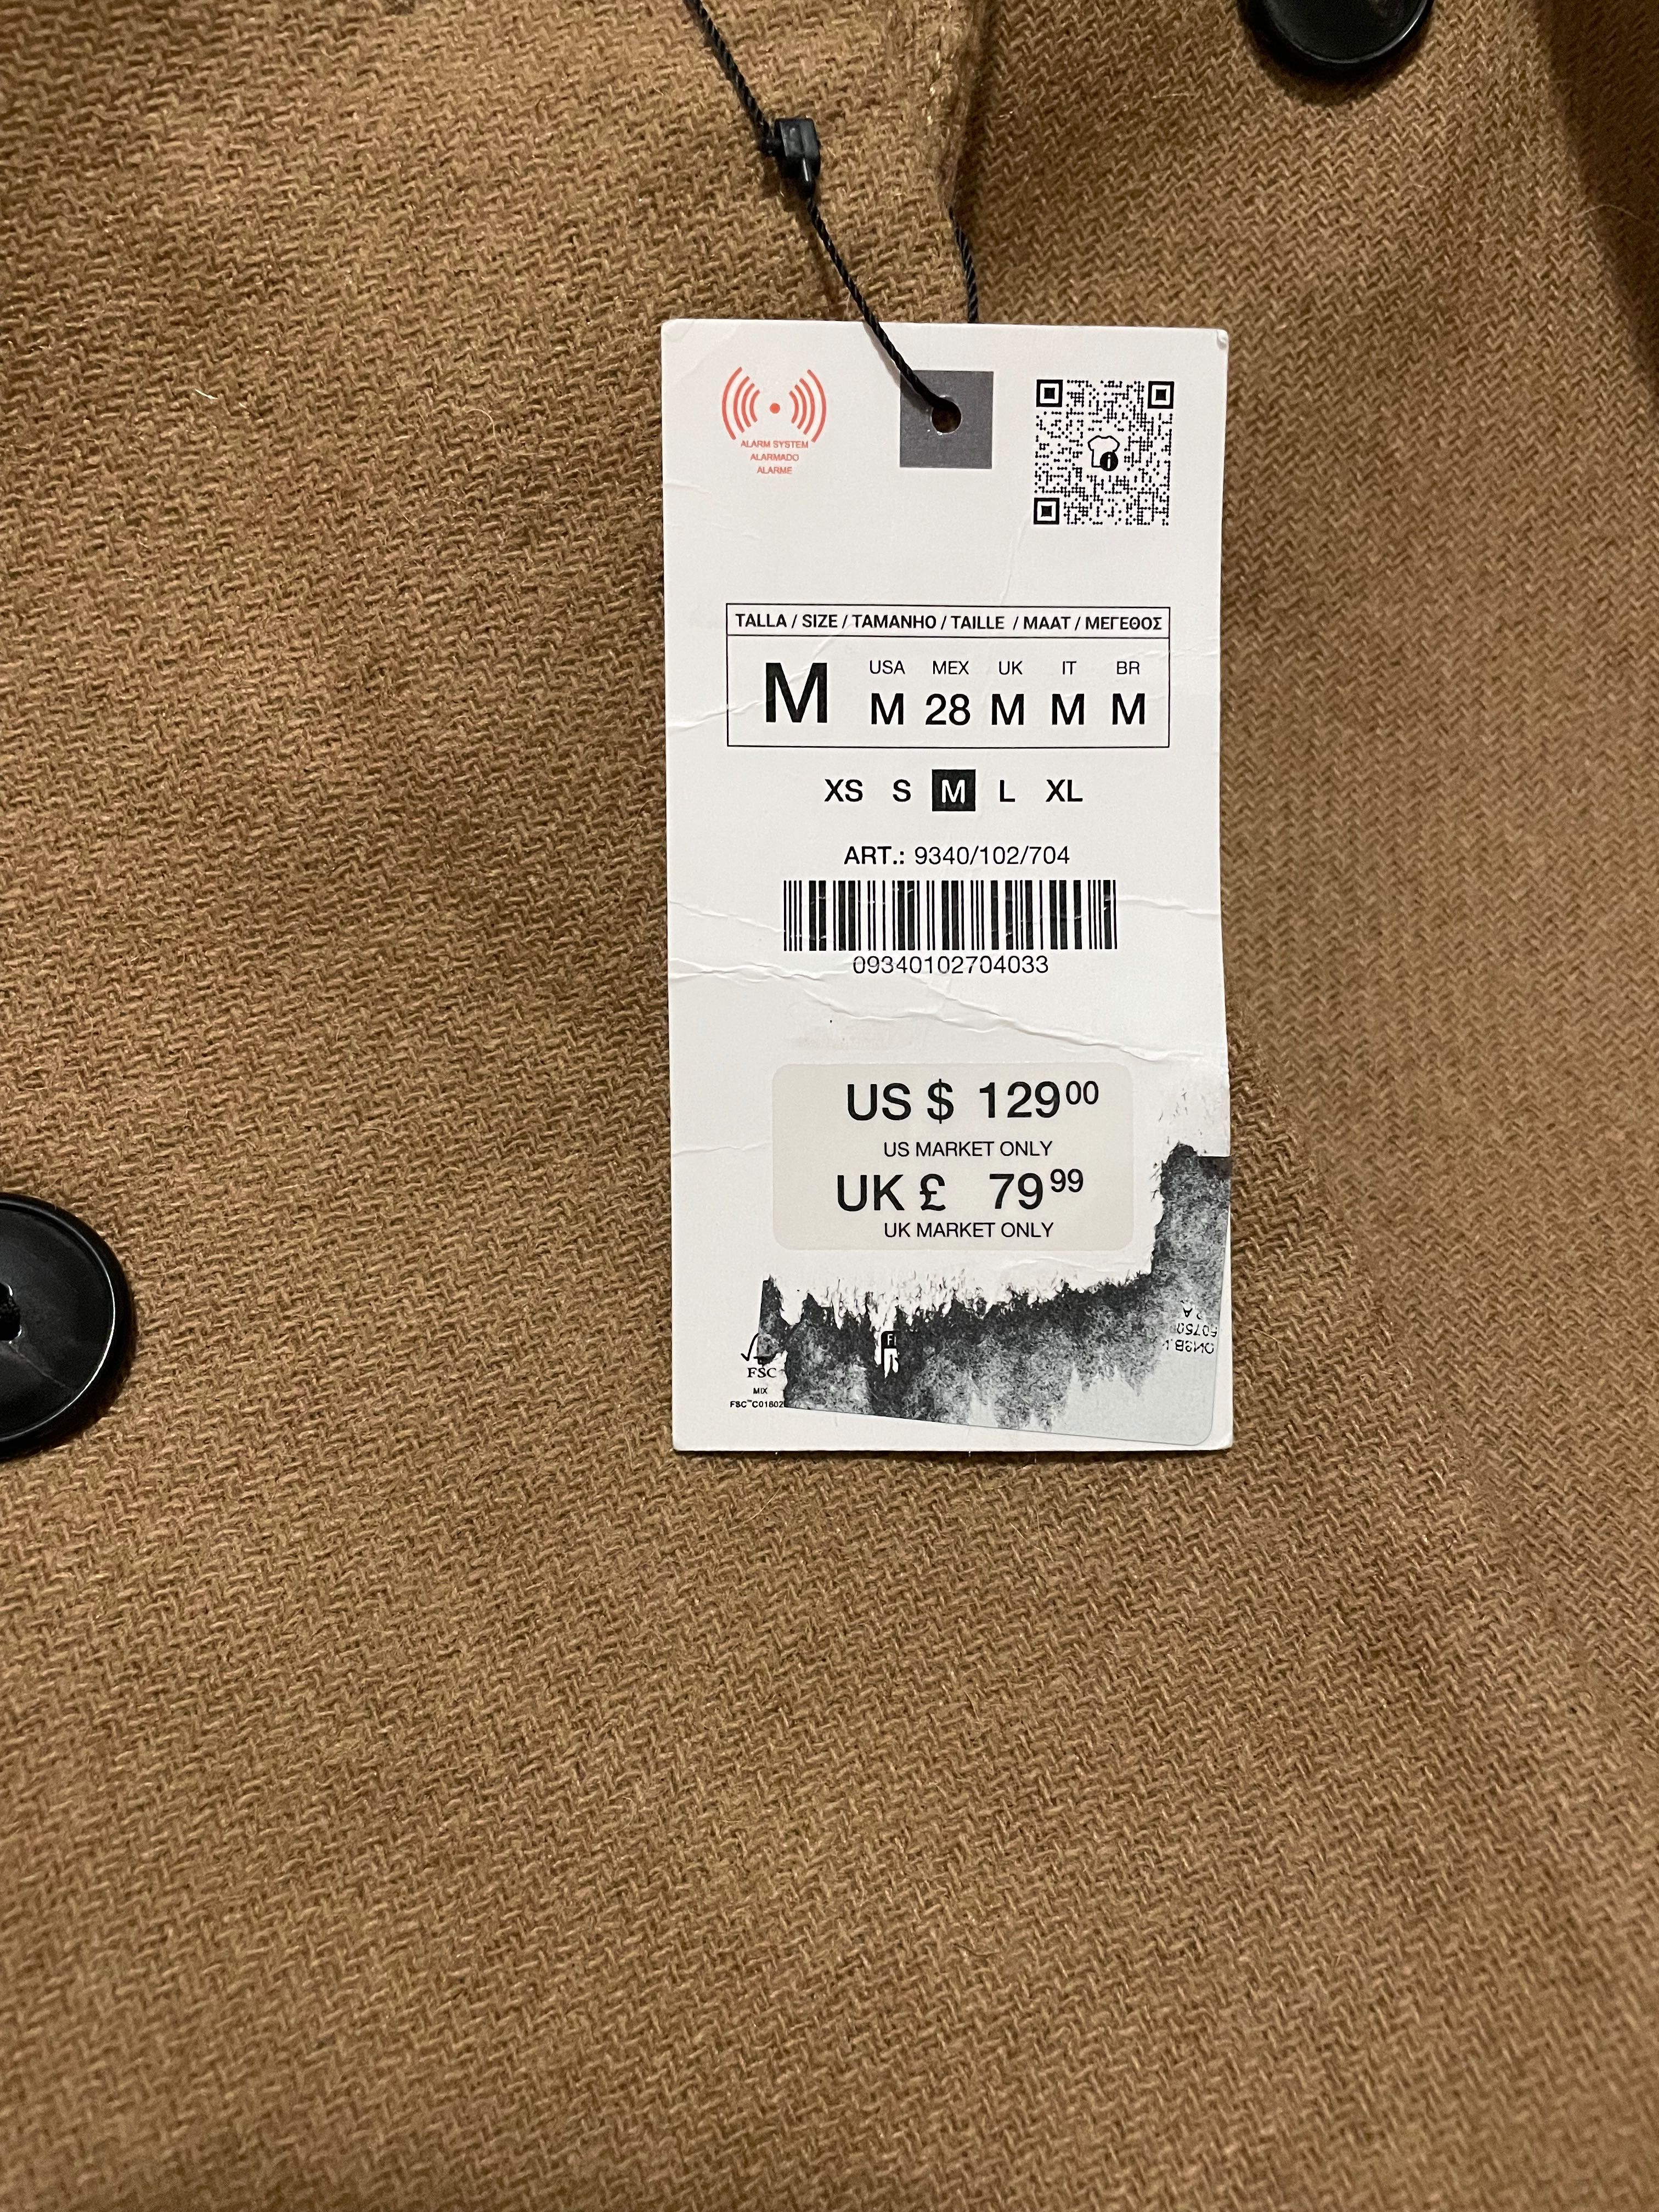 ALARM SYSTEM
ALARMADO
ALARME
TALLA / SIZE / TAMANHO / TAILLE / MAAT / ΜΕΓΕΘΟΣ
M
USA MEX UK IT BR
M 28 M M M
XS S M L XL
ART.: 9340/102/704
09340102704033
US $ 129 00
US MARKET ONLY
UK £ 79 99
UK MARKET ONLY
FSC
MIX